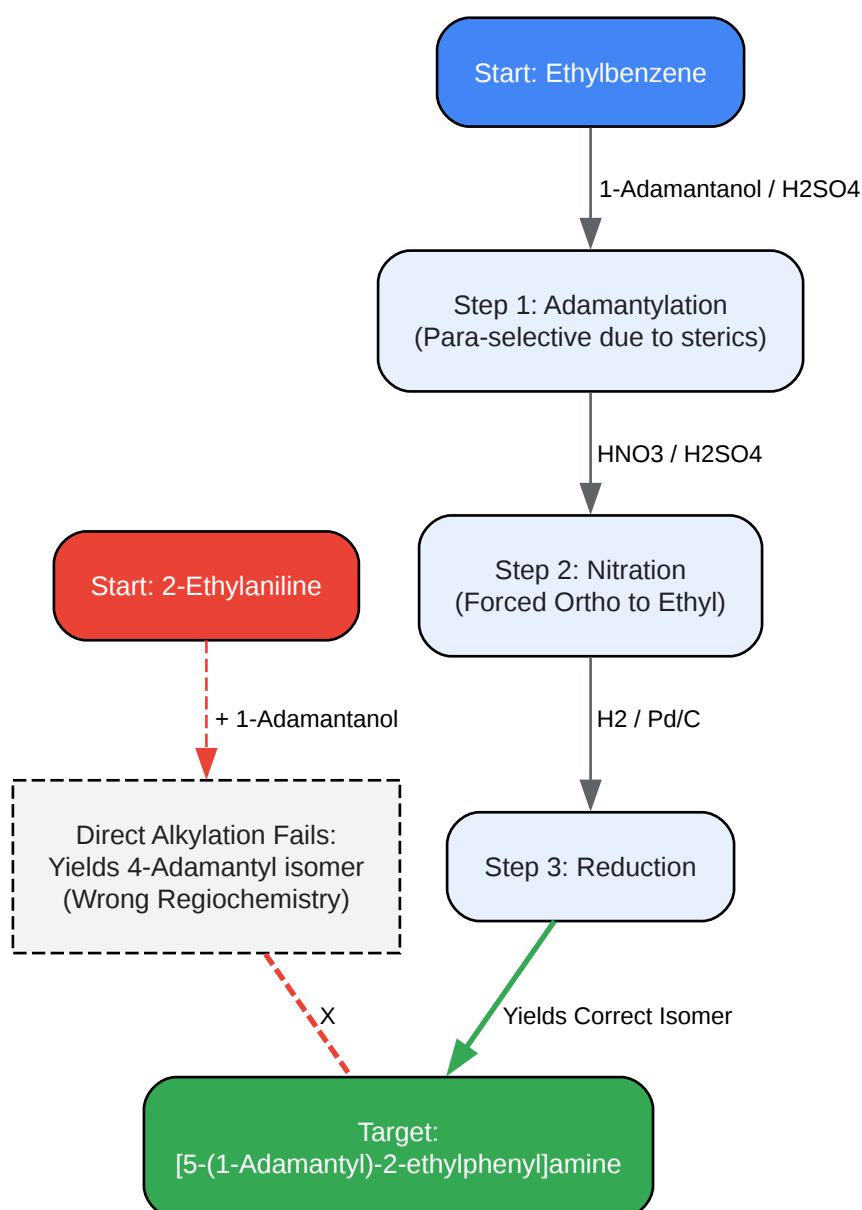 Start: Ethylbenzene
1-Adamantanol / H2SO4
Step 1: Adamantylation
(Para-selective due to sterics)
HNO3 / H2SO4
Step 2: Nitration
(Forced Ortho to Ethyl)
Start: 2-Ethylaniline
+ 1-Adamantanol
H2 / Pd/C
Direct Alkylation Fails:
Yields 4-Adamantyl isomer
(Wrong Regiochemistry)
Step 3: Reduction
X
Yields Correct Isomer
Target:
[5-(1-Adamantyl)-2-ethylphenyl]amine